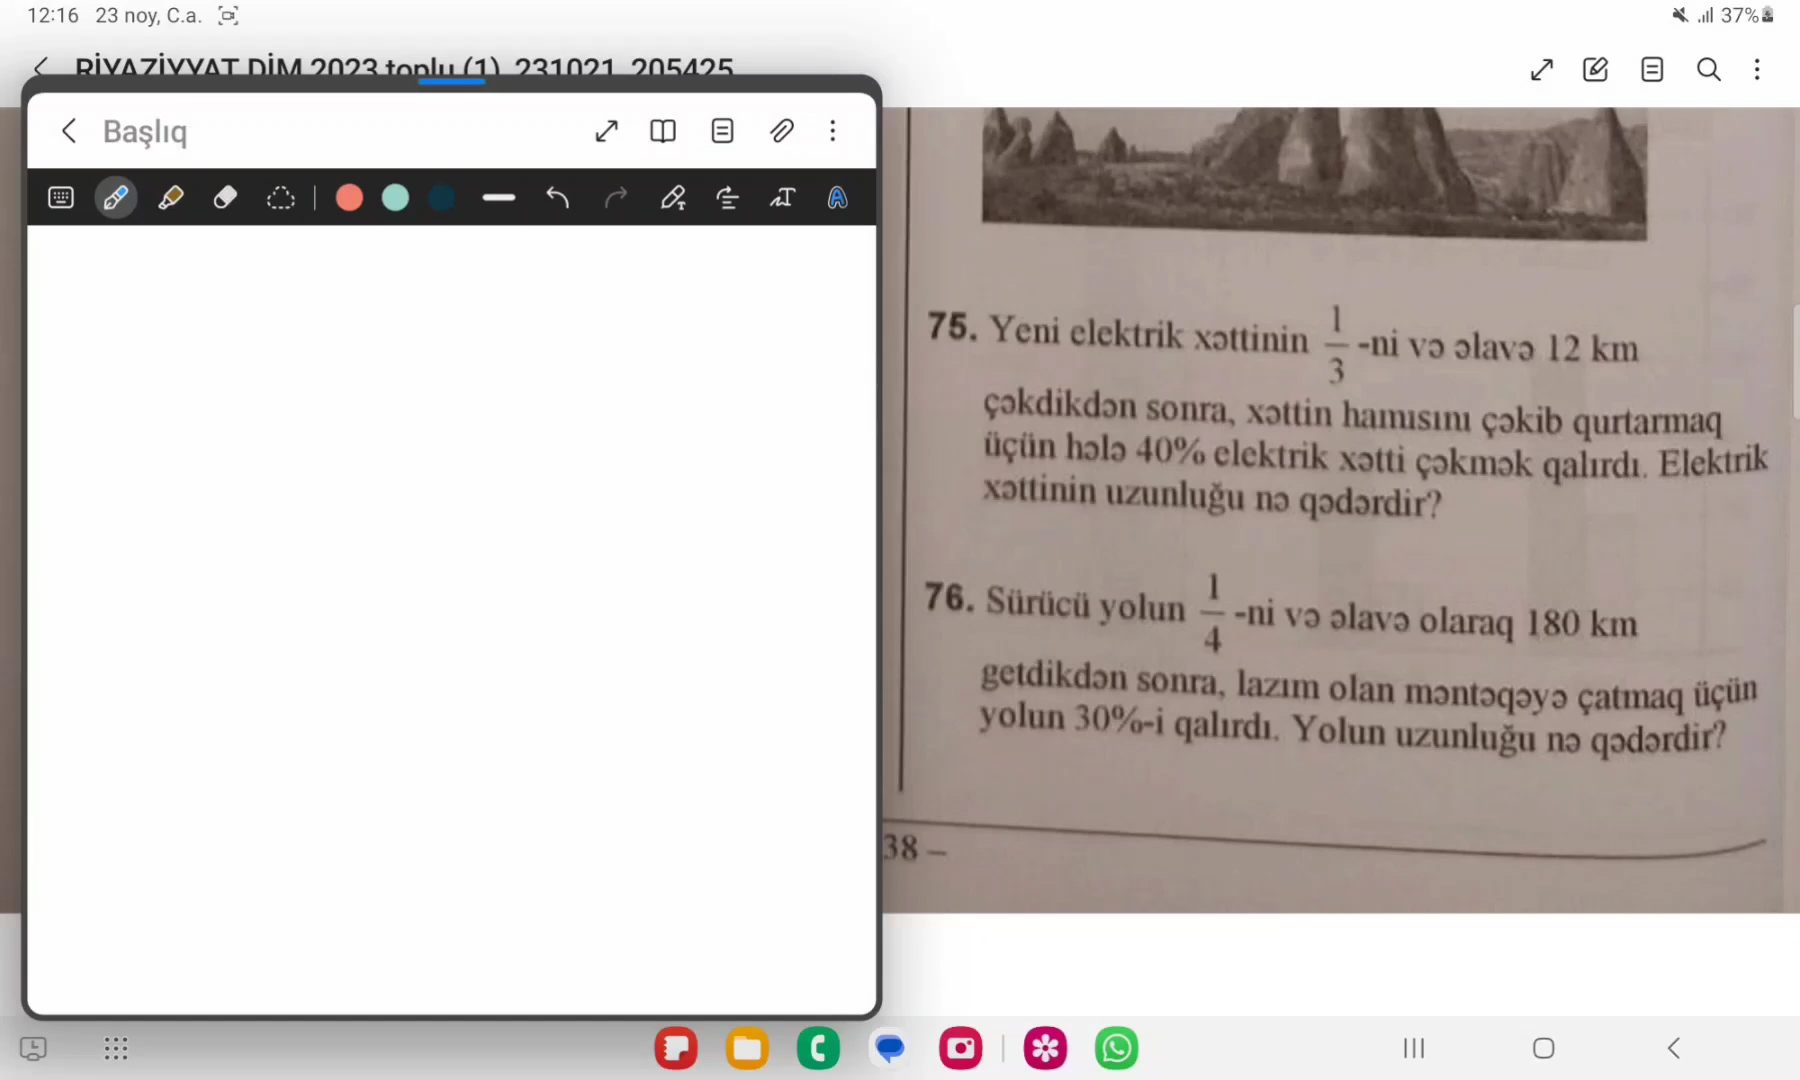 12:16 23 noy, C.a.
37%
RİYAZİYYAT DİM 2023 toplu (1)_231021_205425
Başlıq
75. Yeni elektrik xəttinin 1/3 -ni və əlavə 12 km
çəkdikdən sonra, xəttin hamısını çəkib qurtarmaq
üçün hələ 40% elektrik xətti çəkmək qalırdı. Elektrik
xəttinin uzunluğu nə qədərdir?
76. Sürücü yolun 1/4 -ni və əlavə olaraq 180 km
getdikdən sonra, lazım olan məntəqəyə çatmaq üçün
yolun 30%-i qalırdı. Yolun uzunluğu nə qədərdir?
38 –